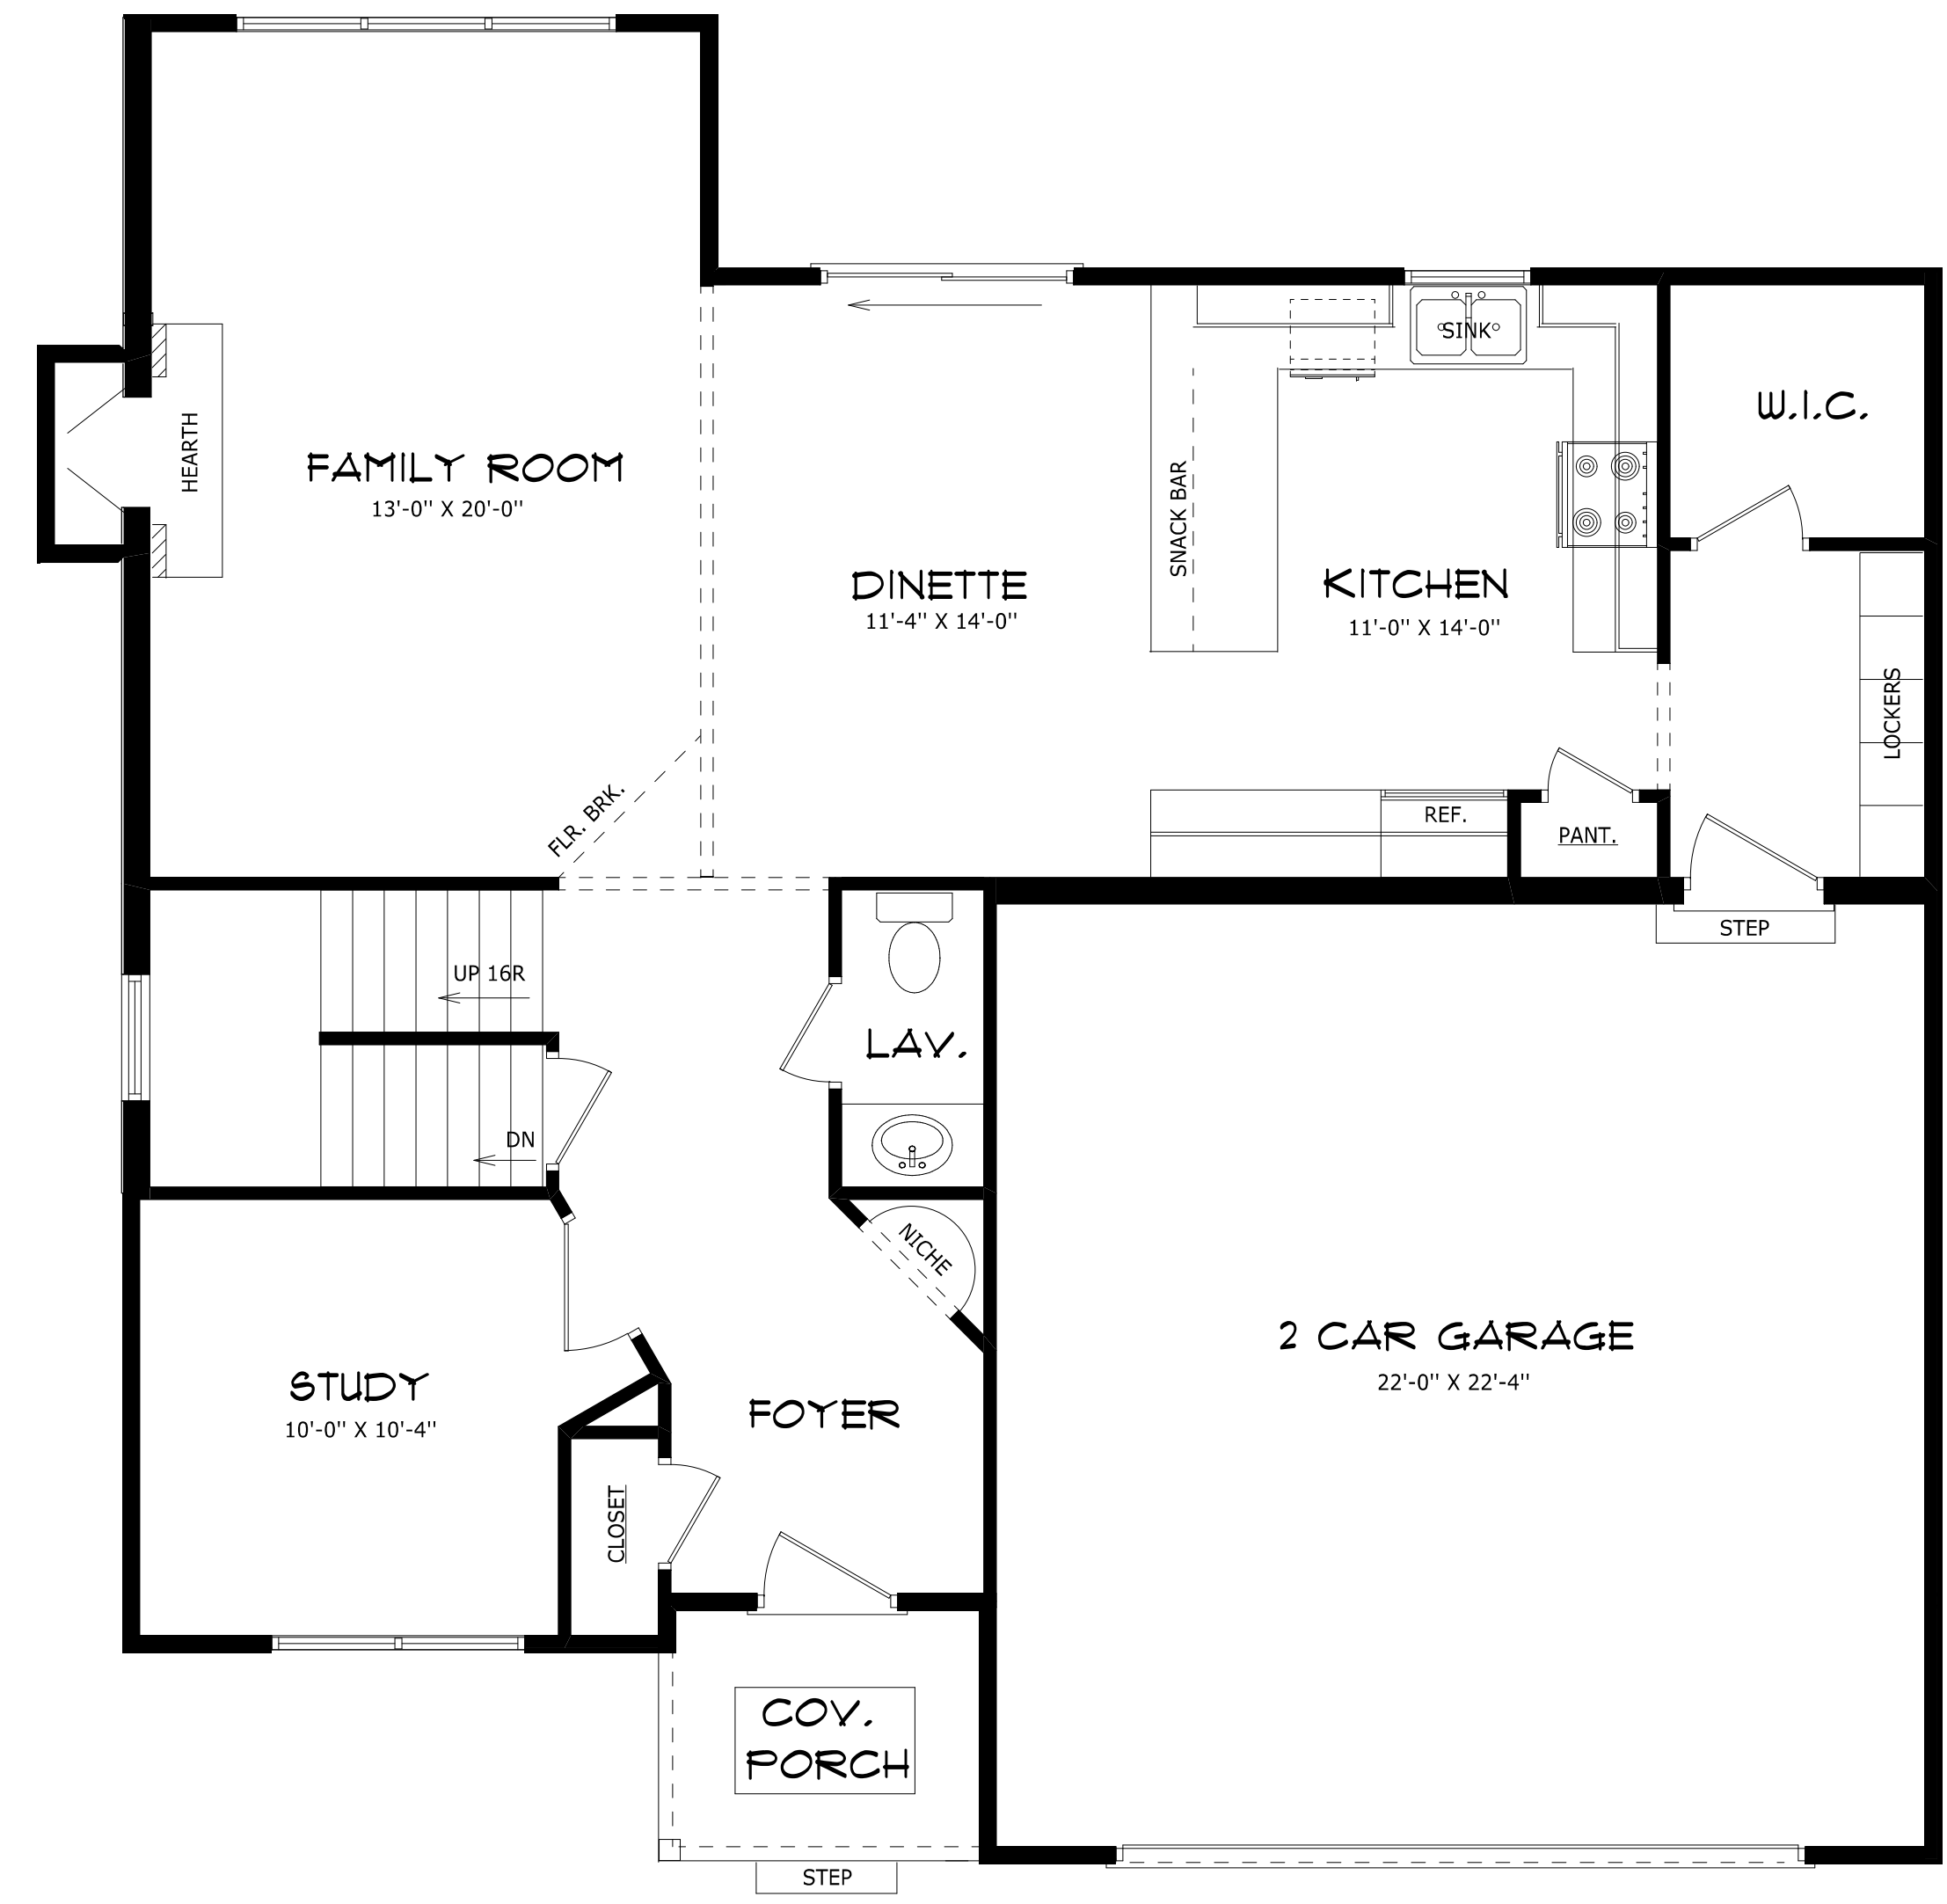 SINK
W.I.C.
HEARTH
FAMILY ROOM
13'-0" X 20'-0"
SNACK BAR
DINETTE
11'-4" X 14'-0"
KITCHEN
11'-0" X 14'-0"
LOCKERS
FLR. BRK.
REF.
PANT.
STEP
UP 16R
LAV.
DN
NICHE
2 CAR GARAGE
22'-0" X 22'-4"
STUDY
10'-0" X 10'-4"
FOYER
CLOSET
COV.
PORCH
STEP